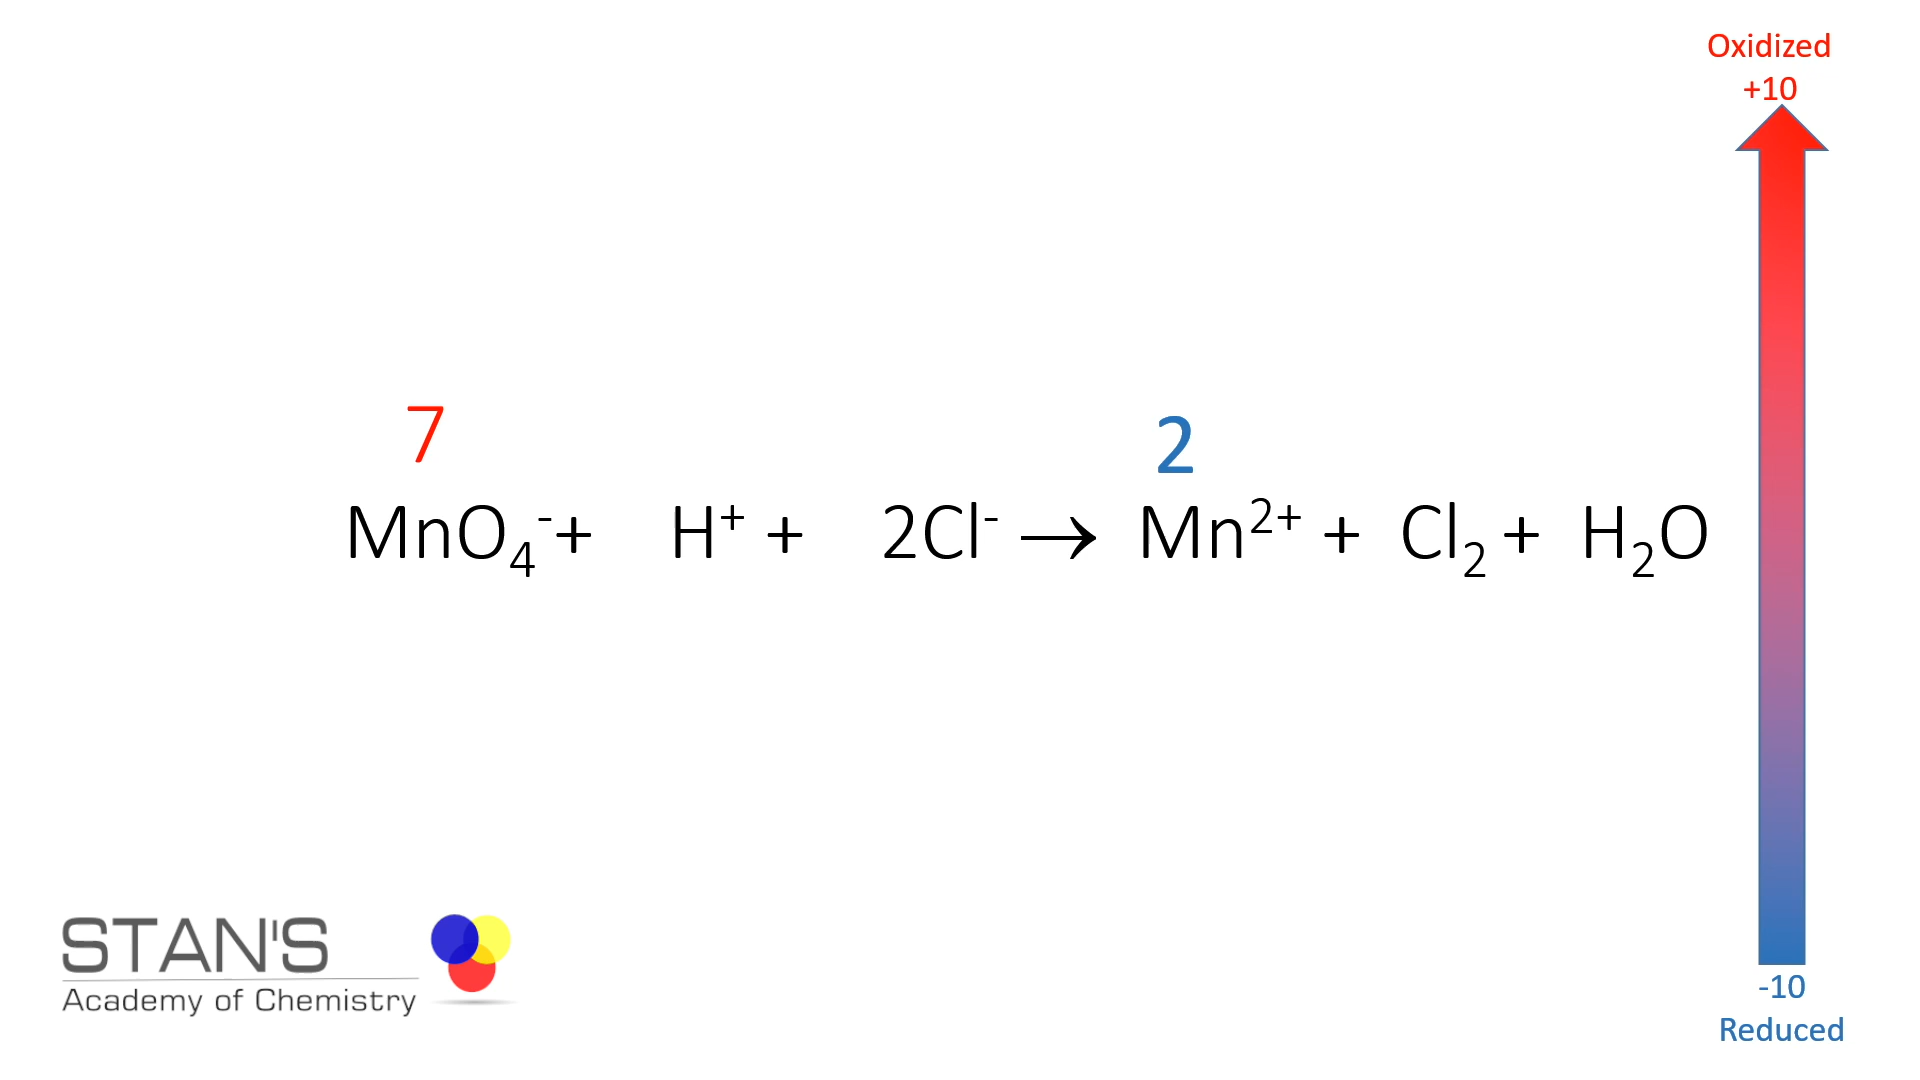 Oxidized
+10
7 2
MnO₄⁻+ H⁺ + 2Cl⁻ → Mn²⁺ + Cl₂ + H₂O
STAN'S
Academy of Chemistry
-10
Reduced